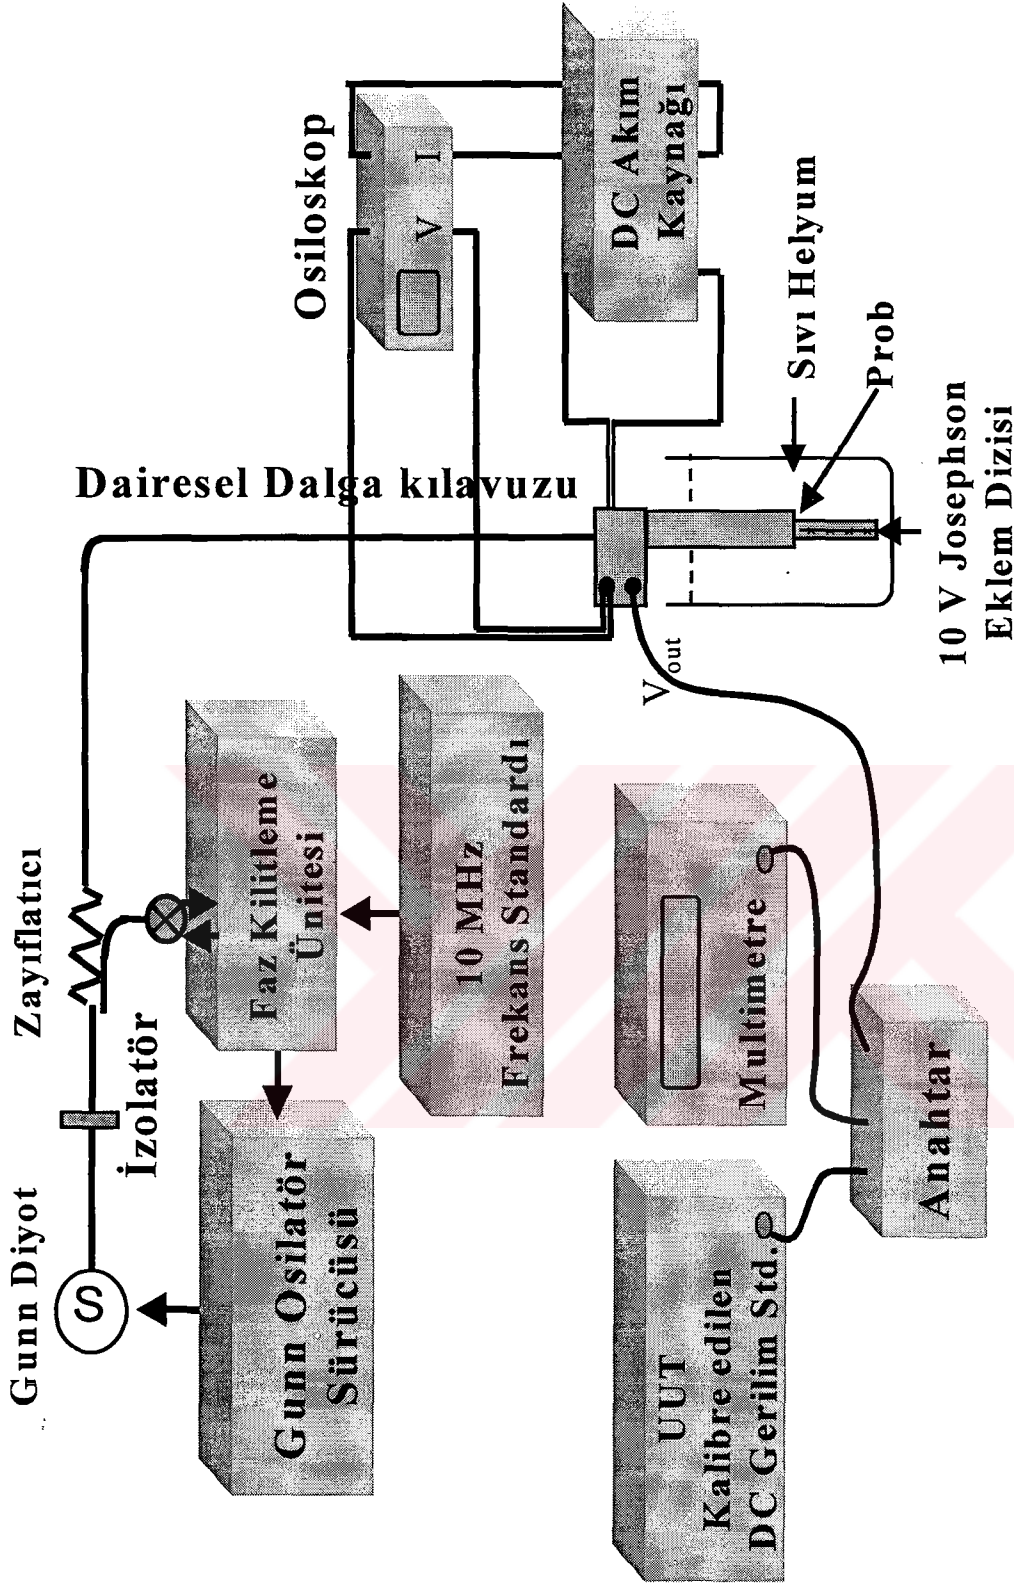 Gunn Diyot
S
İzolatör
Zayıflatıcı
Gunn Osilatör
Sürücüsü
Faz Kilitleme
Ünitesi
10 MHz
Frekans Standardı
Dairesel Dalga kılavuzu
Osiloskop
V I
DC Akım
Kaynağı
UUT
Kalibre edilen
DC Gerilim Std.
Multimetre
Anahtar
Vout
Sıvı Helyum
Prob
10 V Josephson
Eklem Dizisi